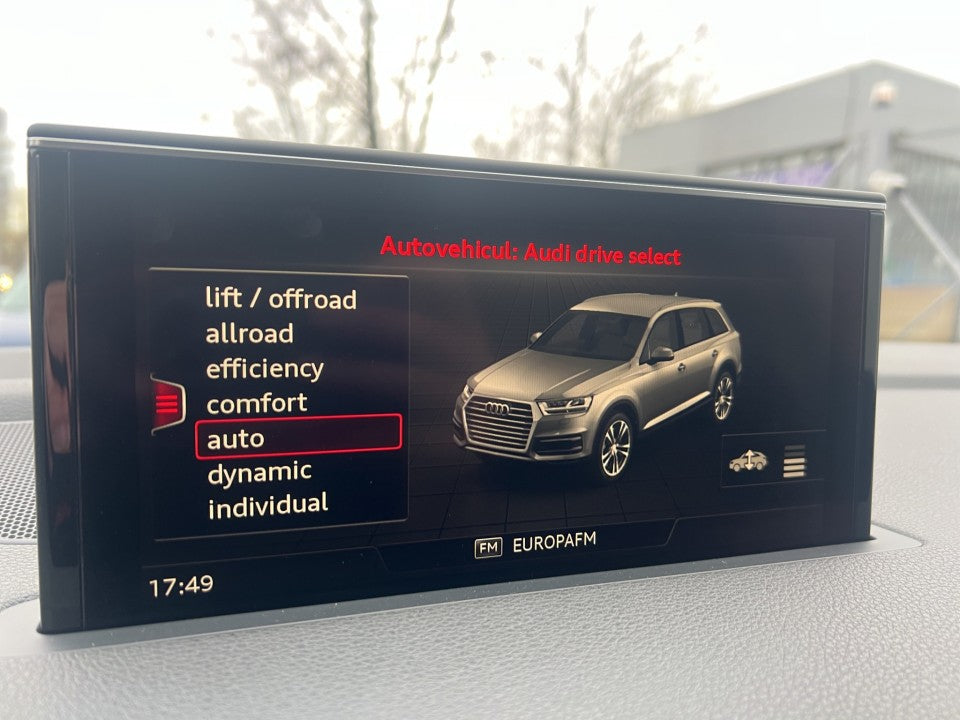 Autovehicul: Audi drive select
lift / offroad
allroad
efficiency
comfort
auto
dynamic
individual
FM EUROPAFM
17:49